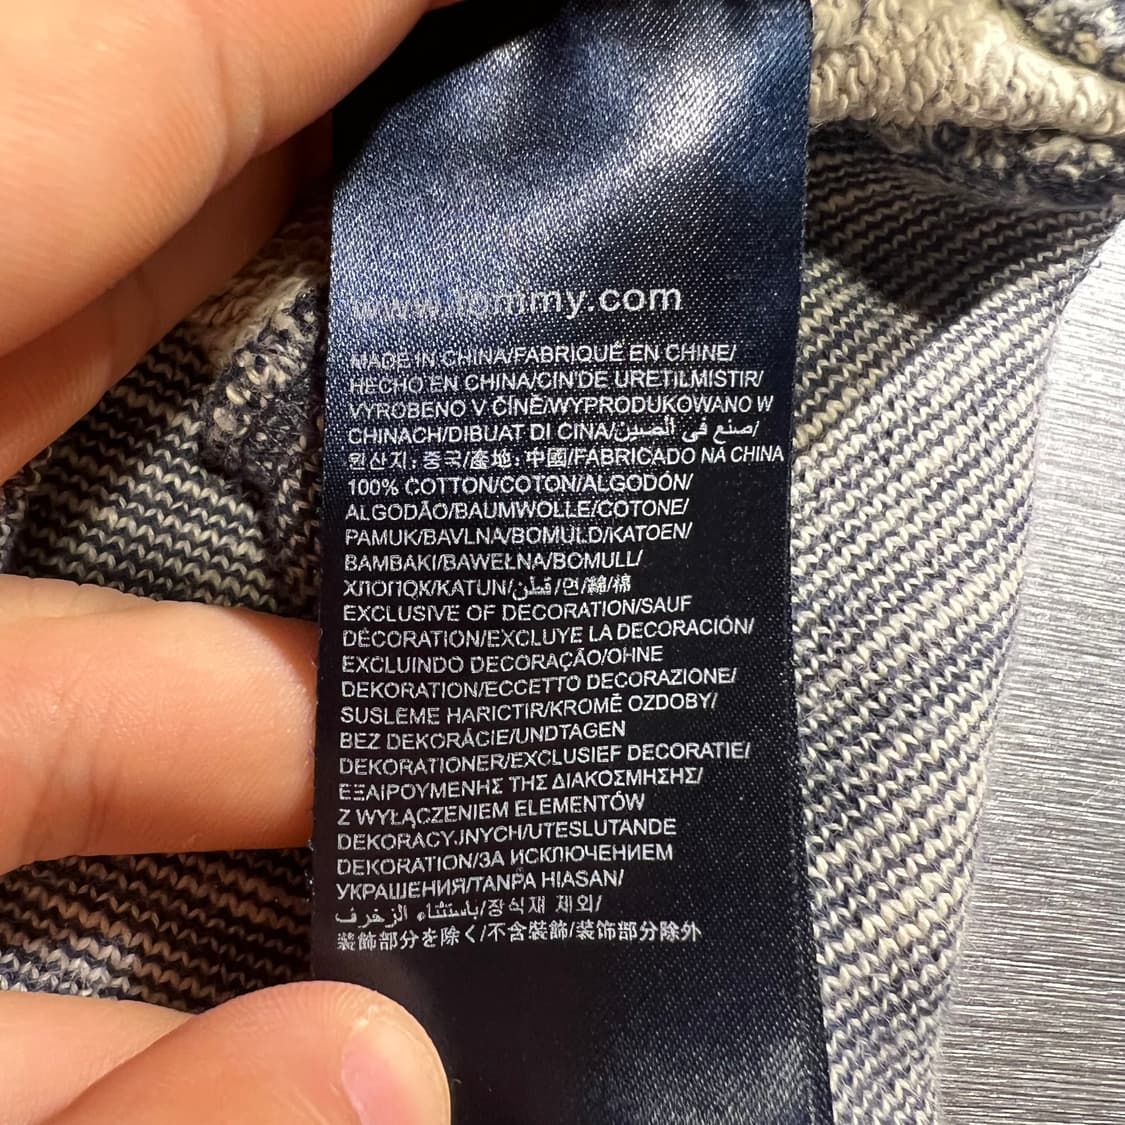 www.tommy.com
MADE IN CHINA/FABRIQUÉ EN CHINE/
HECHO EN CHINA/CIN'DE URETILMISTIR/
VYROBENO V ČÍNĚ/WYPRODUKOWANO W
CHINACH/DIBUAT DI CINA/صنع في الصين/
원산지: 중국/產地: 中國/FABRICADO NA CHINA
100% COTTON/COTON/ALGODÓN/
ALGODÃO/BAUMWOLLE/COTONE/
PAMUK/BAVLNA/BOMULD/KATOEN/
BAMBAKI/BAWEŁNA/BOMULL/
ХЛОПОК/KATUN/قطن/면/綿/棉
EXCLUSIVE OF DECORATION/SAUF
DÉCORATION/EXCLUYE LA DECORACIÓN/
EXCLUINDO DECORAÇÃO/OHNE
DEKORATION/ECCETTO DECORAZIONE/
SUSLEME HARICTIR/KROMĚ OZDOBY/
BEZ DEKORÁCIE/UNDTAGEN
DEKORATIONER/EXCLUSIEF DECORATIE/
ΕΞΑΙΡΟΥΜΕΝΗΣ ΤΗΣ ΔΙΑΚΟΣΜΗΣΗΣ/
Z WYŁĄCZENIEM ELEMENTÓW
DEKORACYJNYCH/UTESLUTANDE
DEKORATION/ЗА ИСКЛЮЧЕНИЕМ
УКРАШЕНИЯ/TANPA HIASAN/
باستثناء الزخرف/장식재 제외/
装飾部分を除く/不含裝飾/装饰部分除外